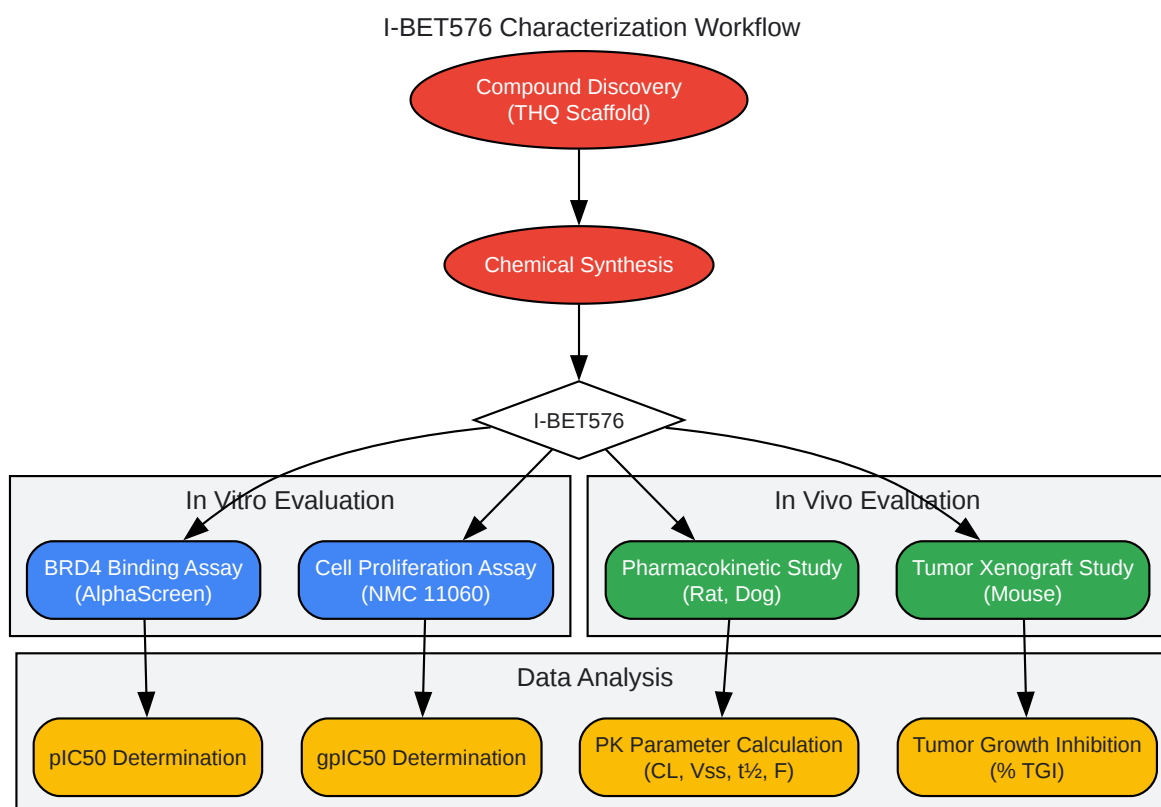 I-BET576 Characterization Workflow
Compound Discovery
(THQ Scaffold)
Chemical Synthesis
I-BET576
In Vitro Evaluation
In Vivo Evaluation
BRD4 Binding Assay
(AlphaScreen)
Cell Proliferation Assay
(NMC 11060)
Pharmacokinetic Study
(Rat, Dog)
Tumor Xenograft Study
(Mouse)
Data Analysis
pIC50 Determination
gpIC50 Determination
PK Parameter Calculation
(CL, Vss, t½, F)
Tumor Growth Inhibition
(% TGI)